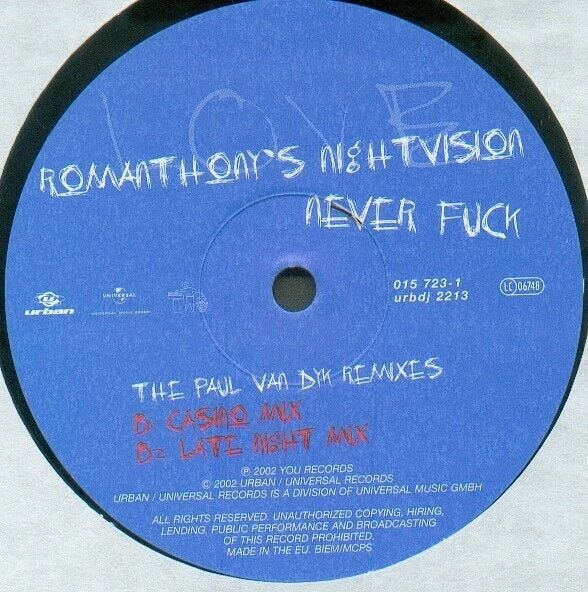 LOVE
ROMANTHONY'S NIGHTVISION
NEVER FUCK
015 723-1
urbdj 2213
LC 06748
urban
UNIVERSAL
UNIVERSAL MUSIC GROUP
THE PAUL VAN DYK REMIXES
B1 CASINO MIX
B2 LATE NIGHT MIX
℗ 2002 YOU RECORDS
© 2002 URBAN / UNIVERSAL RECORDS
URBAN / UNIVERSAL RECORDS IS A DIVISION OF UNIVERSAL MUSIC GMBH
ALL RIGHTS RESERVED. UNAUTHORIZED COPYING, HIRING,
LENDING, PUBLIC PERFORMANCE AND BROADCASTING
OF THIS RECORD PROHIBITED.
MADE IN THE EU. BIEM/MCPS